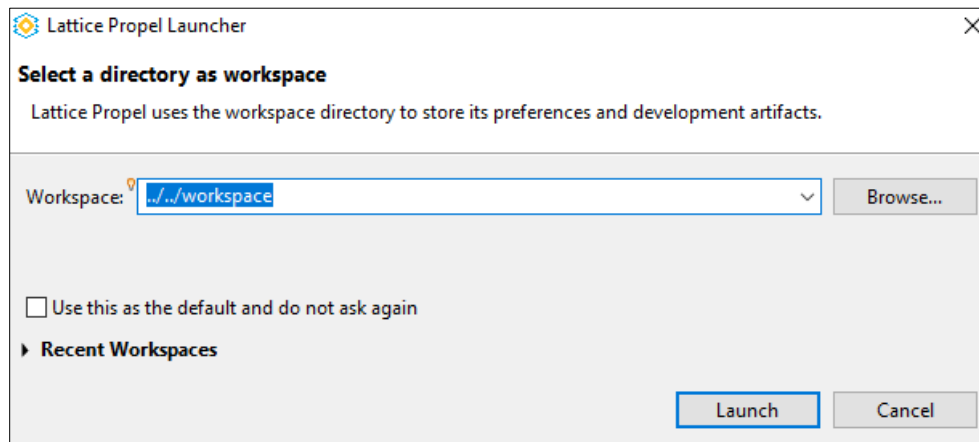 Lattice Propel Launcher
Select a directory as workspace
Lattice Propel uses the workspace directory to store its preferences and development artifacts.
Workspace: ../../workspace Browse...
Use this as the default and do not ask again
Recent Workspaces
Launch Cancel